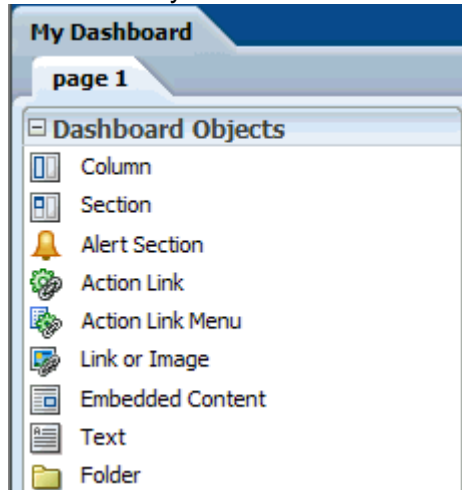 My Dashboard
page 1
Dashboard Objects
Column
Section
Alert Section
Action Link
Action Link Menu
Link or Image
Embedded Content
Text
Folder